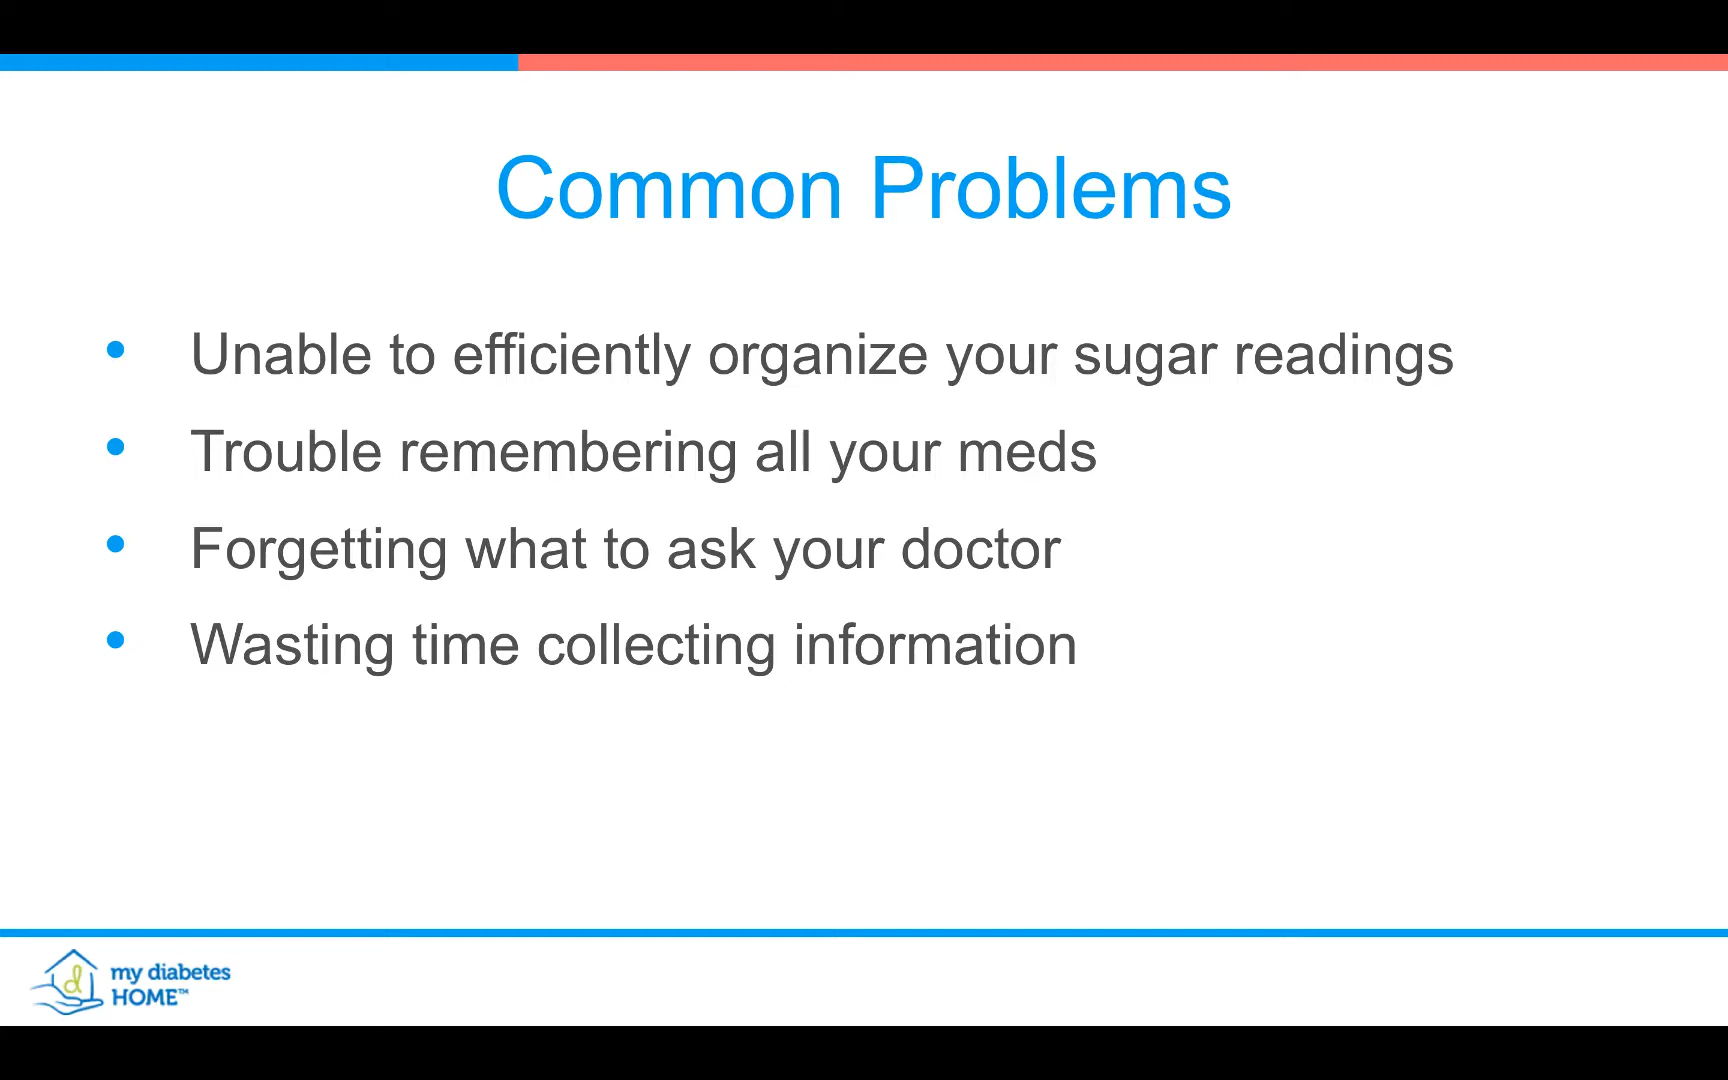 Common Problems
• Unable to efficiently organize your sugar readings
• Trouble remembering all your meds
• Forgetting what to ask your doctor
• Wasting time collecting information
d
my diabetes
HOME™